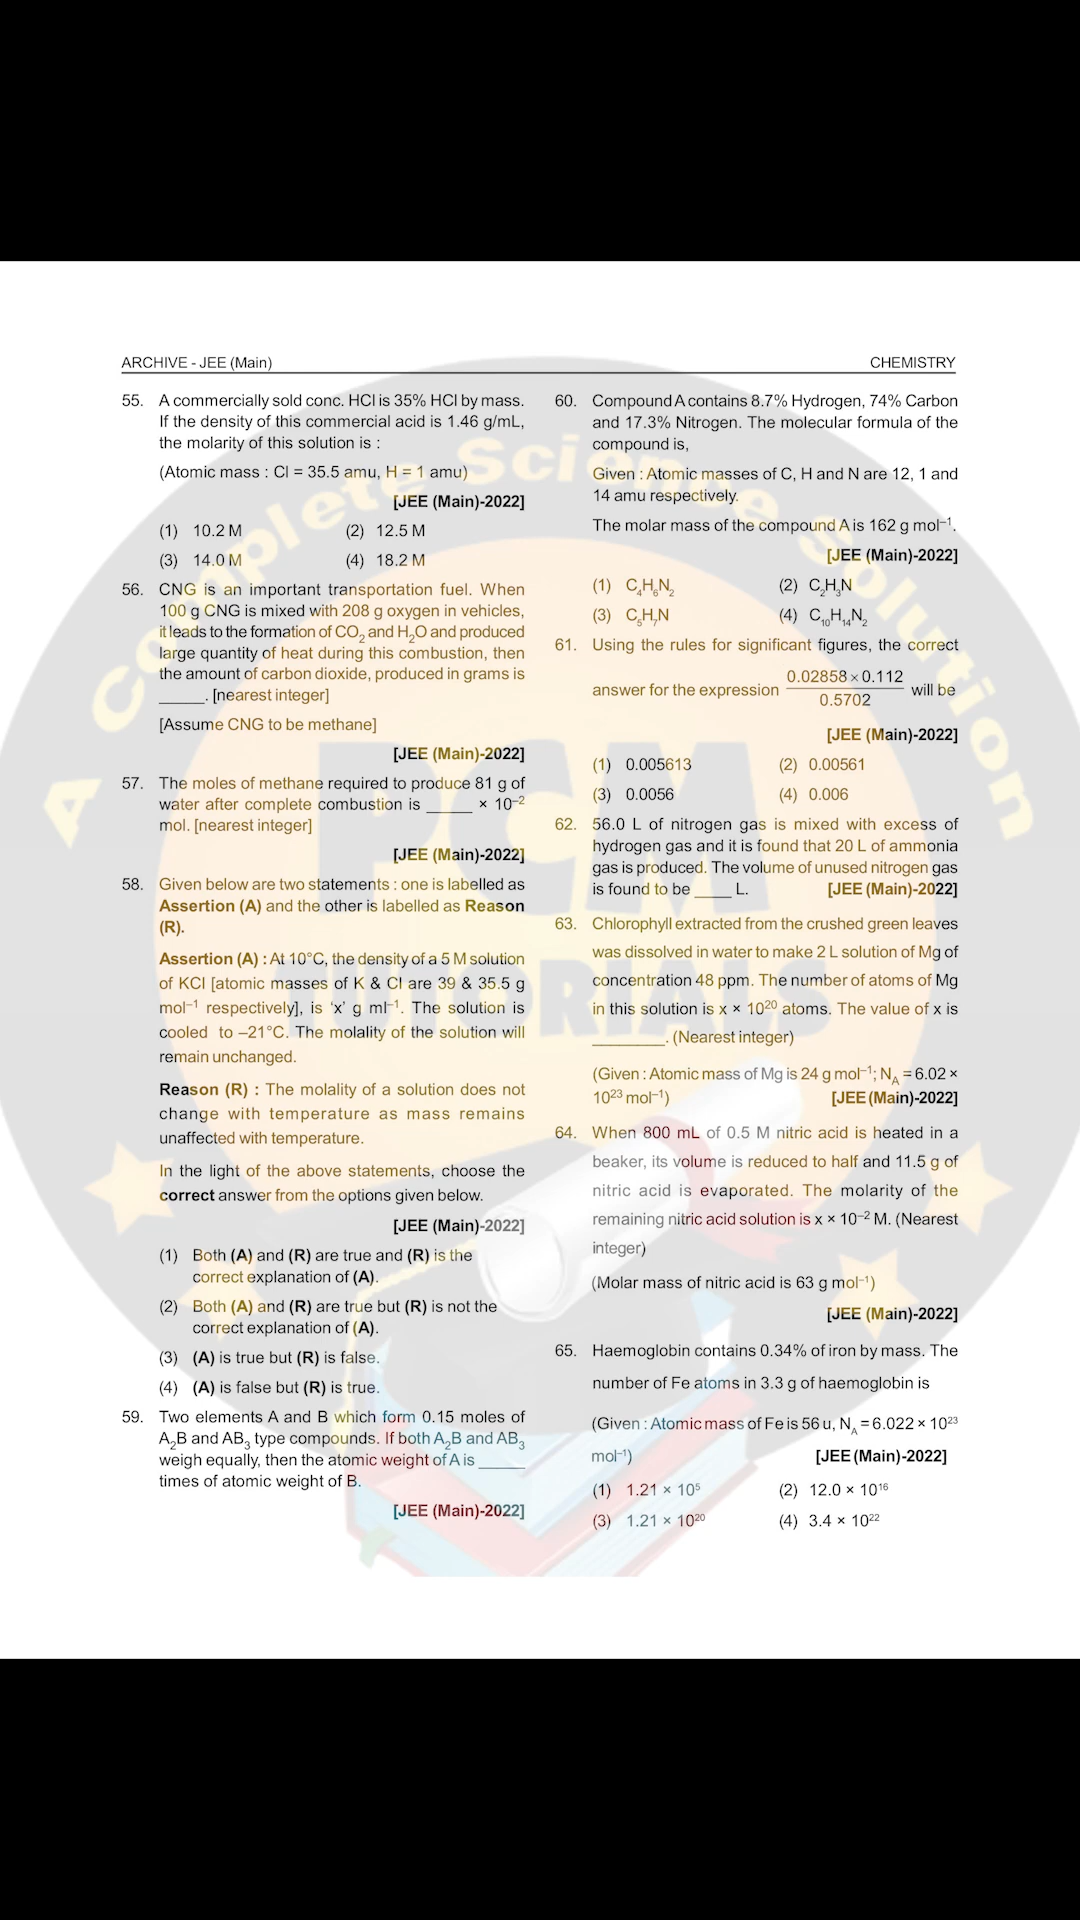 ARCHIVE - JEE (Main) CHEMISTRY
55. A commercially sold conc. HCl is 35% HCl by mass.
If the density of this commercial acid is 1.46 g/mL,
the molarity of this solution is :
(Atomic mass : Cl = 35.5 amu, H = 1 amu)
[JEE (Main)-2022]
(1) 10.2 M (2) 12.5 M
(3) 14.0 M (4) 18.2 M
56. CNG is an important transportation fuel. When
100 g CNG is mixed with 208 g oxygen in vehicles,
it leads to the formation of CO₂ and H₂O and produced
large quantity of heat during this combustion, then
the amount of carbon dioxide, produced in grams is
______. [nearest integer]
[Assume CNG to be methane]
[JEE (Main)-2022]
57. The moles of methane required to produce 81 g of
water after complete combustion is ______ × 10⁻²
mol. [nearest integer]
[JEE (Main)-2022]
58. Given below are two statements : one is labelled as
Assertion (A) and the other is labelled as Reason
(R).
Assertion (A) : At 10°C, the density of a 5 M solution
of KCl [atomic masses of K & Cl are 39 & 35.5 g
mol⁻¹ respectively], is ‘x’ g ml⁻¹. The solution is
cooled to –21°C. The molality of the solution will
remain unchanged.
Reason (R) : The molality of a solution does not
change with temperature as mass remains
unaffected with temperature.
In the light of the above statements, choose the
correct answer from the options given below.
[JEE (Main)-2022]
(1) Both (A) and (R) are true and (R) is the
correct explanation of (A).
(2) Both (A) and (R) are true but (R) is not the
correct explanation of (A).
(3) (A) is true but (R) is false.
(4) (A) is false but (R) is true.
59. Two elements A and B which form 0.15 moles of
A₂B and AB₃ type compounds. If both A₂B and AB₃
weigh equally, then the atomic weight of A is ______
times of atomic weight of B.
[JEE (Main)-2022]
60. Compound A contains 8.7% Hydrogen, 74% Carbon
and 17.3% Nitrogen. The molecular formula of the
compound is,
Given : Atomic masses of C, H and N are 12, 1 and
14 amu respectively.
The molar mass of the compound A is 162 g mol⁻¹.
[JEE (Main)-2022]
(1) C₄H₆N₂ (2) C₂H₃N
(3) C₅H₇N (4) C₁₀H₁₄N₂
61. Using the rules for significant figures, the correct
answer for the expression 0.02858 × 0.112 / 0.5702 will be
[JEE (Main)-2022]
(1) 0.005613 (2) 0.00561
(3) 0.0056 (4) 0.006
62. 56.0 L of nitrogen gas is mixed with excess of
hydrogen gas and it is found that 20 L of ammonia
gas is produced. The volume of unused nitrogen gas
is found to be ____ L. [JEE (Main)-2022]
63. Chlorophyll extracted from the crushed green leaves
was dissolved in water to make 2 L solution of Mg of
concentration 48 ppm. The number of atoms of Mg
in this solution is x × 10²⁰ atoms. The value of x is
________. (Nearest integer)
(Given : Atomic mass of Mg is 24 g mol⁻¹; N_A = 6.02 ×
10²³ mol⁻¹) [JEE (Main)-2022]
64. When 800 mL of 0.5 M nitric acid is heated in a
beaker, its volume is reduced to half and 11.5 g of
nitric acid is evaporated. The molarity of the
remaining nitric acid solution is x × 10⁻² M. (Nearest
integer)
(Molar mass of nitric acid is 63 g mol⁻¹)
[JEE (Main)-2022]
65. Haemoglobin contains 0.34% of iron by mass. The
number of Fe atoms in 3.3 g of haemoglobin is
(Given : Atomic mass of Fe is 56 u, N_A = 6.022 × 10²³
mol⁻¹) [JEE (Main)-2022]
(1) 1.21 × 10⁵ (2) 12.0 × 10¹⁶
(3) 1.21 × 10²⁰ (4) 3.4 × 10²²
A Complete Science Solution
PCM
TUTORIALS